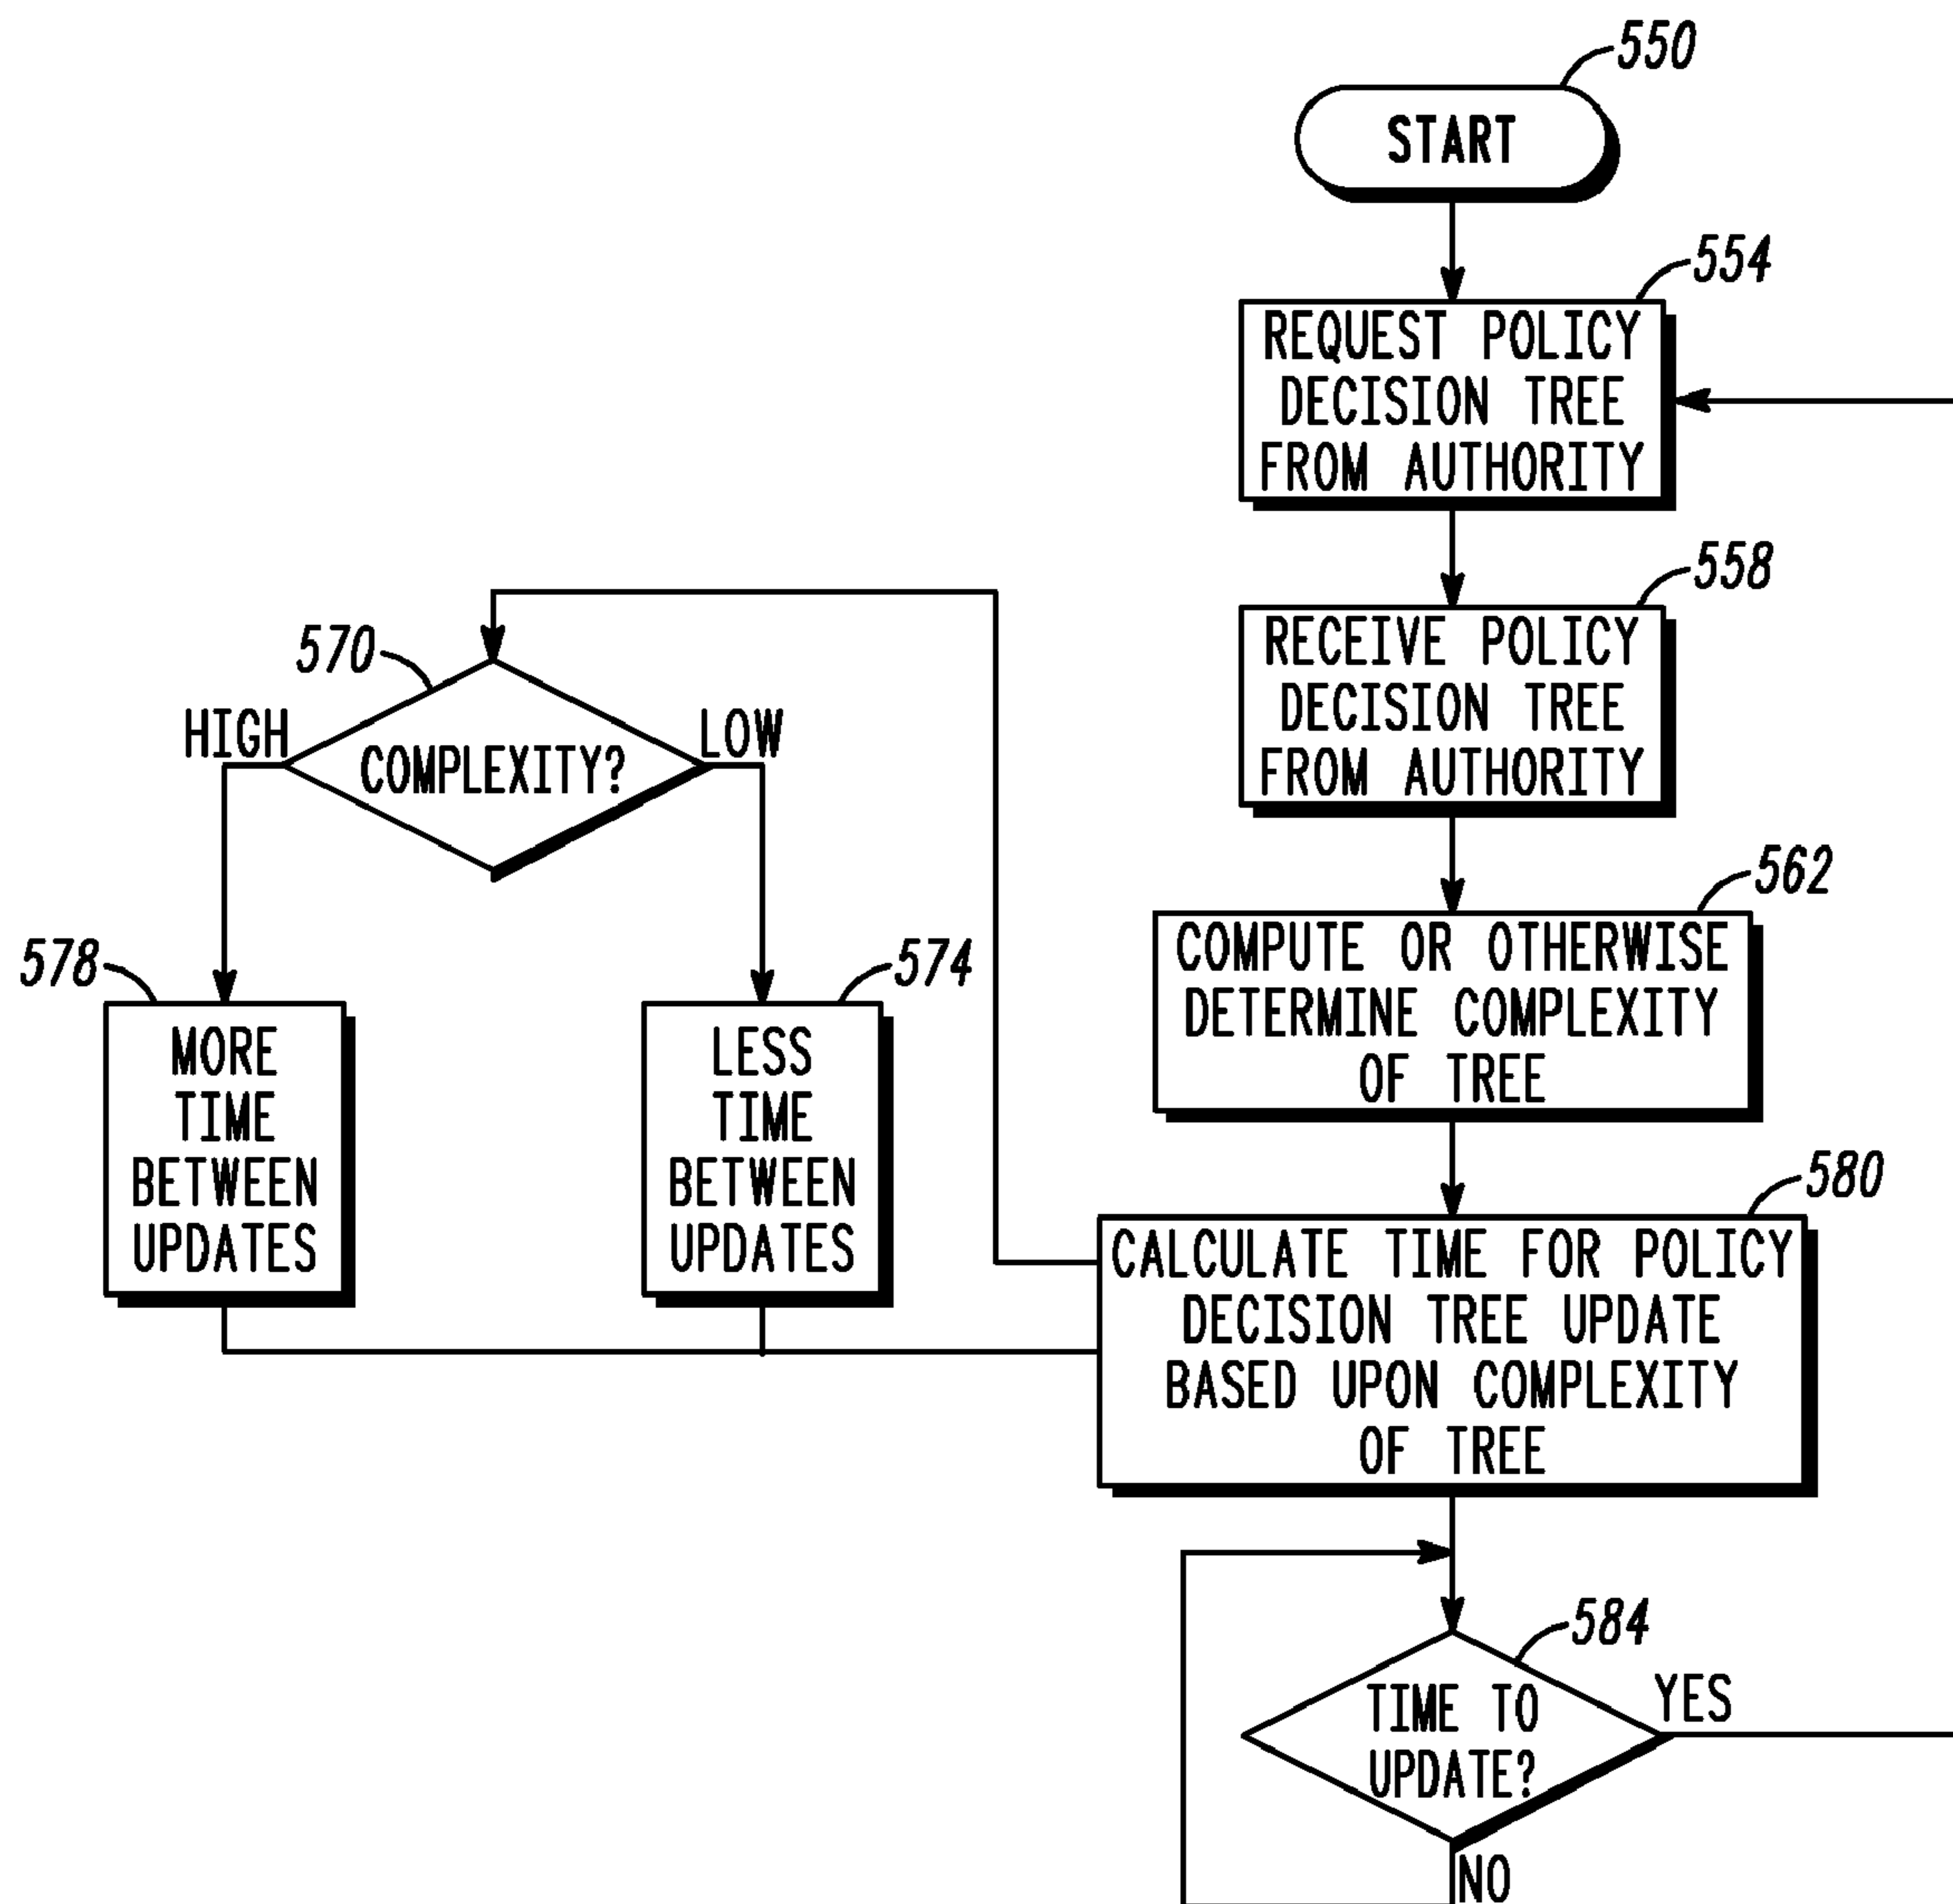 550
START
554
REQUEST POLICY
DECISION TREE
FROM AUTHORITY
558
RECEIVE POLICY
DECISION TREE
FROM AUTHORITY
562
COMPUTE OR OTHERWISE
DETERMINE COMPLEXITY
OF TREE
580
CALCULATE TIME FOR POLICY
DECISION TREE UPDATE
BASED UPON COMPLEXITY
OF TREE
570
HIGH
COMPLEXITY?
LOW
578
MORE
TIME
BETWEEN
UPDATES
574
LESS
TIME
BETWEEN
UPDATES
584
TIME TO
UPDATE?
YES
NO